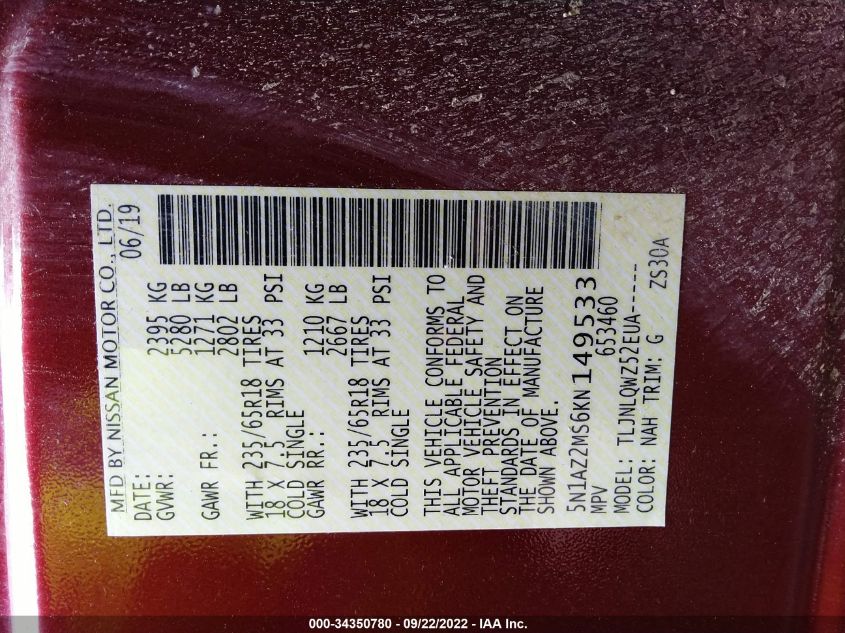 MFD BY NISSAN MOTOR CO., LTD.
DATE: 06/19
GVWR: 2395 KG
5280 LB
GAWR FR.: 1271 KG
2802 LB
WITH 235/65R18 TIRES
18 X 7.5 RIMS AT 33 PSI
COLD SINGLE
GAWR RR.: 1210 KG
2667 LB
WITH 235/65R18 TIRES
18 X 7.5 RIMS AT 33 PSI
COLD SINGLE
THIS VEHICLE CONFORMS TO
ALL APPLICABLE FEDERAL
MOTOR VEHICLE SAFETY AND
THEFT PREVENTION
STANDARDS IN EFFECT ON
THE DATE OF MANUFACTURE
SHOWN ABOVE.
5N1AZ2MS6KN149533
MPV 653460
MODEL: TLJNLQWZ52EUA-----
COLOR: NAH TRIM: G ZS30A
000-34350780 - 09/22/2022 - IAA Inc.